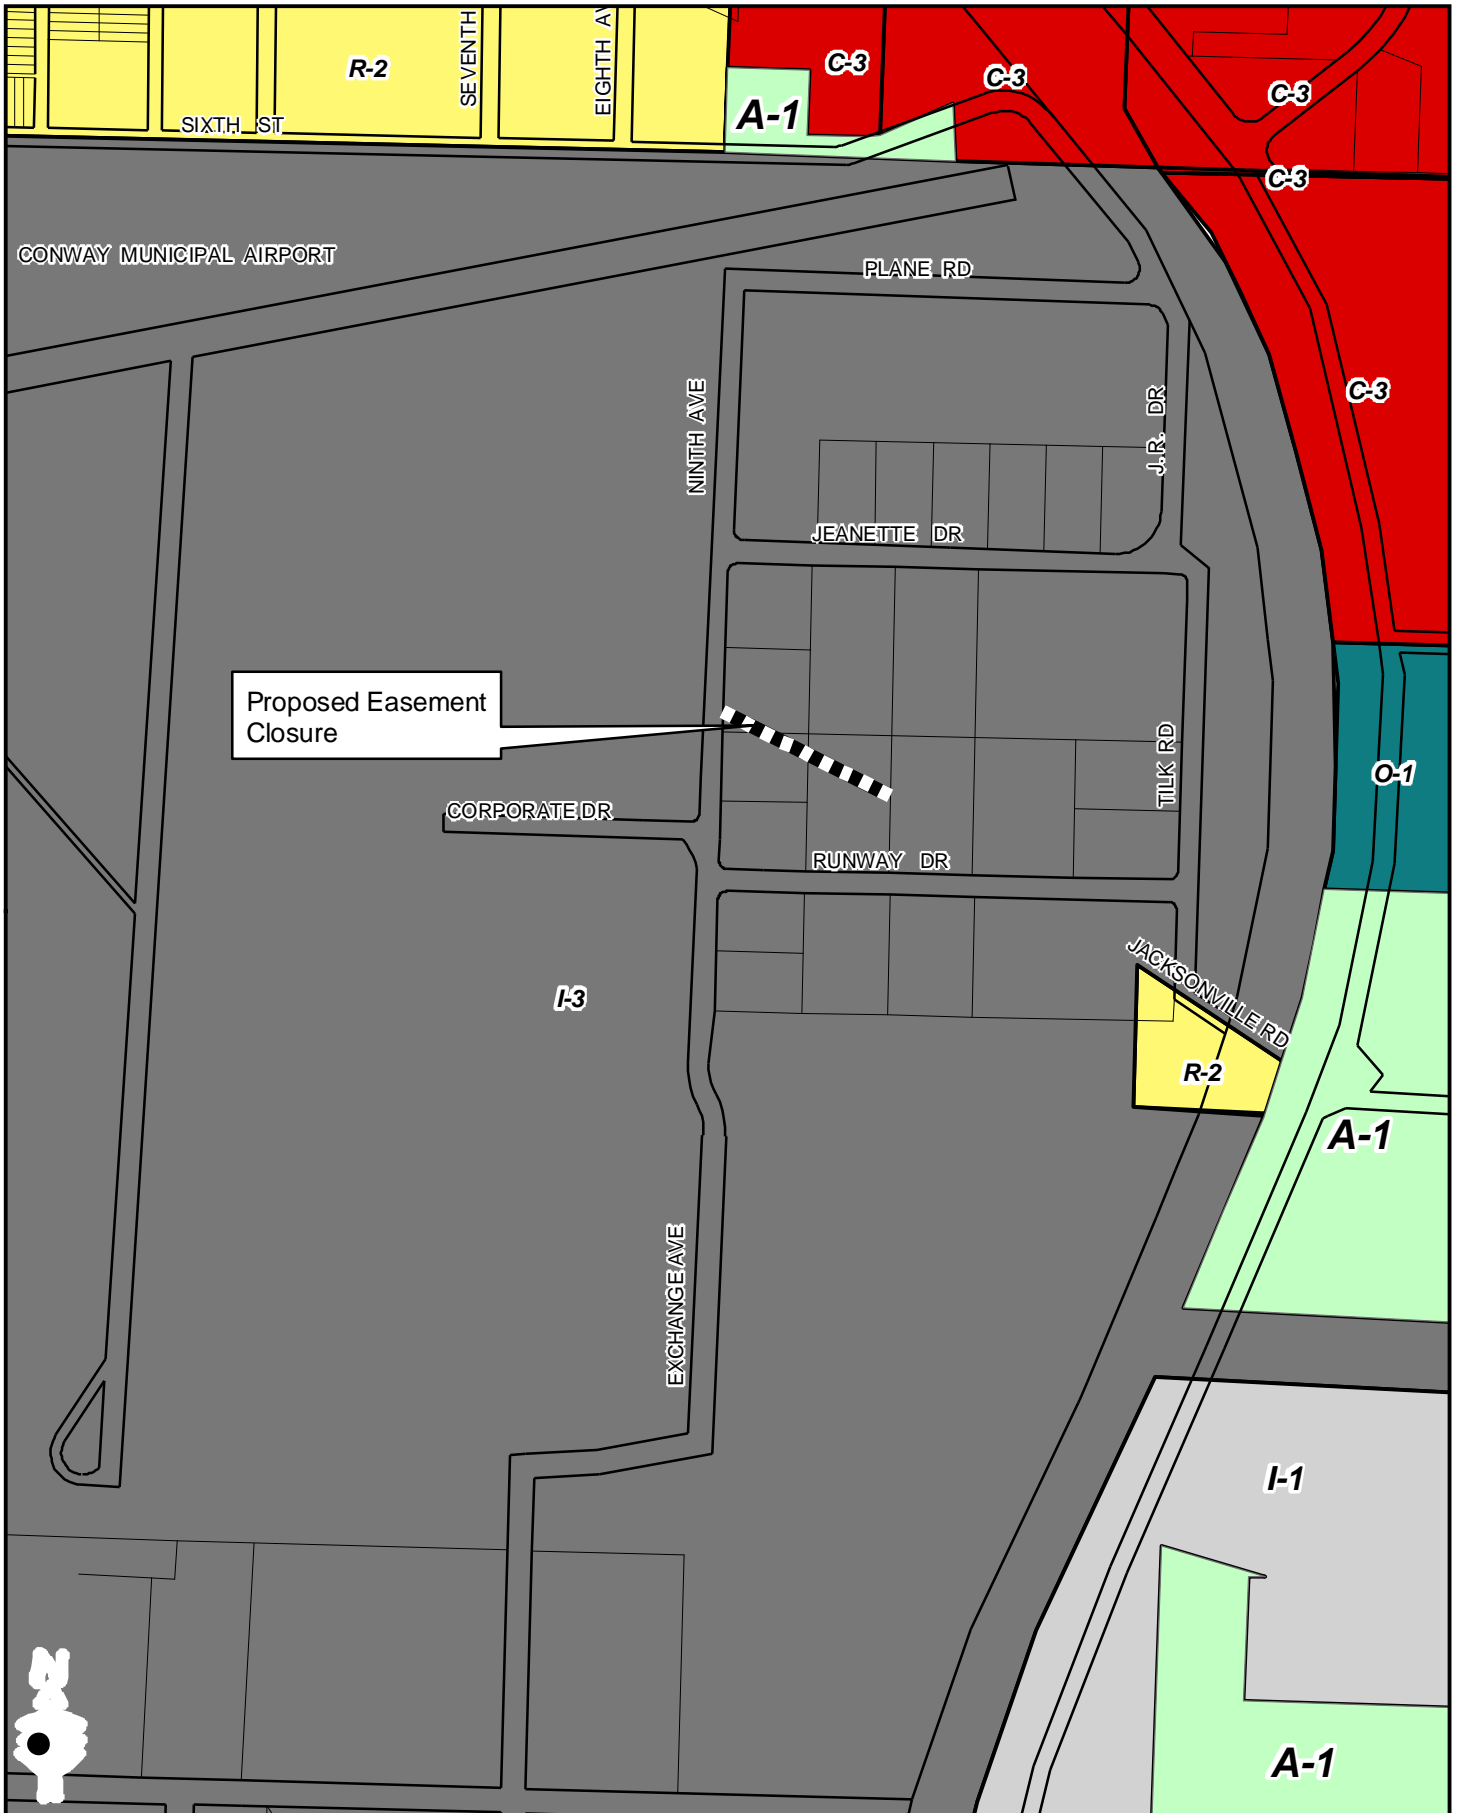 R-2
SEVENTH
EIGHTH AV
C-3
C-3
C-3
A-1
SIXTH ST
C-3
CONWAY MUNICIPAL AIRPORT
PLANE RD
NINTH AVE
J.R. DR
C-3
JEANETTE DR
Proposed Easement
Closure
TILK RD
O-1
CORPORATE DR
RUNWAY DR
JACKSONVILLE RD
I-3
R-2
A-1
EXCHANGE AVE
I-1
N
A-1